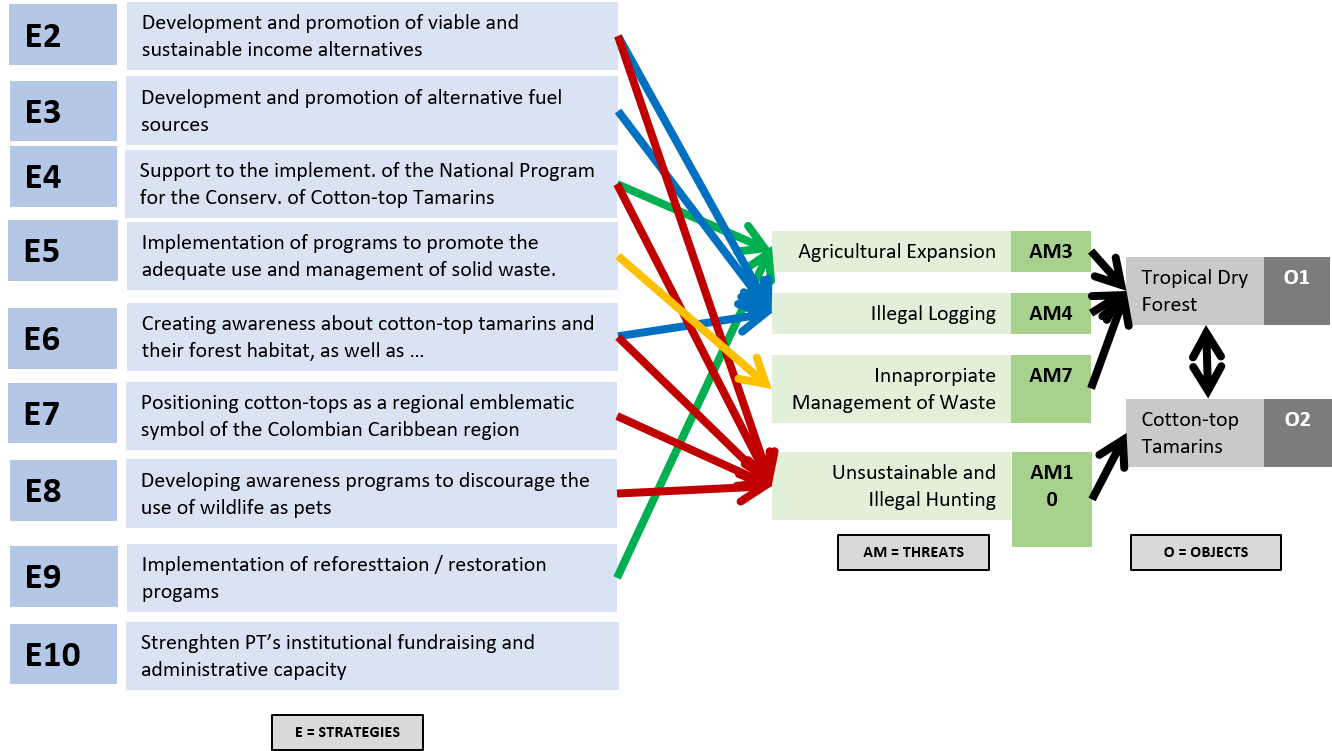 E2
Development and promotion of viable and
sustainable income alternatives
E3
Development and promotion of alternative fuel
sources
E4
Support to the implement. of the National Program
for the Conserv. of Cotton-top Tamarins
E5
Implementation of programs to promote the
adequate use and management of solid waste.
E6
Creating awareness about cotton-top tamarins and
their forest habitat, as well as ...
E7
Positioning cotton-tops as a regional emblematic
symbol of the Colombian Caribbean region
E8
Developing awareness programs to discourage the
use of wildlife as pets
E9
Implementation of reforesttaion / restoration
progams
E10
Strenghten PT’s institutional fundraising and
administrative capacity
E = STRATEGIES
Agricultural Expansion
AM3
Illegal Logging
AM4
Innaprorpiate
Management of Waste
AM7
Unsustainable and
Illegal Hunting
AM1
0
AM = THREATS
Tropical Dry
Forest
O1
Cotton-top
Tamarins
O2
O = OBJECTS